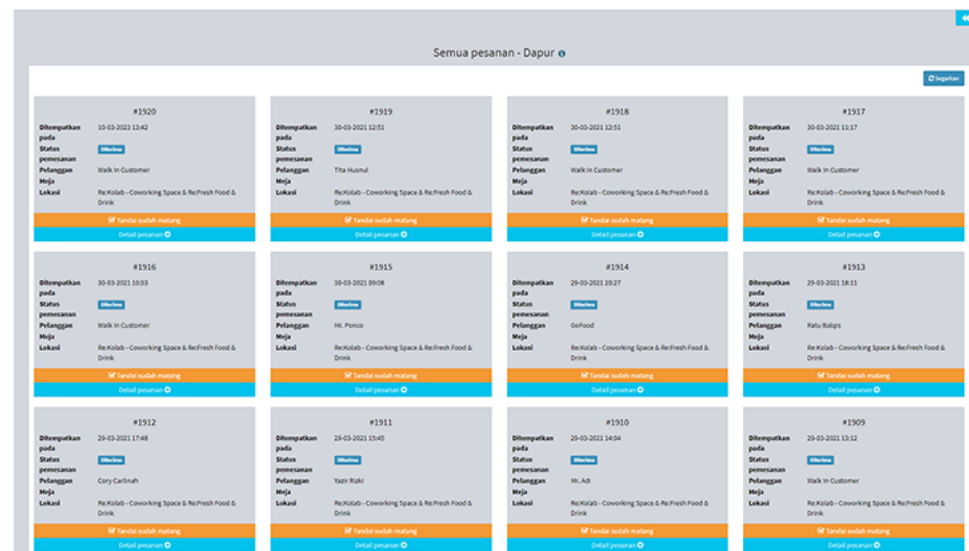 Semua pesanan - Dapur
Segarkan
#1920
Ditempatkan pada 10-03-2023 13:42
Status pemesanan Diterima
Pelanggan Walk In Customer
Meja
Lokasi Re:Kolab - Coworking Space & Re:Fresh Food & Drink
Tandai sudah matang
Detail pesanan
#1919
Ditempatkan pada 30-03-2021 12:51
Status pemesanan Diterima
Pelanggan Tita Husnul
Meja
Lokasi Re:Kolab - Coworking Space & Re:Fresh Food & Drink
Tandai sudah matang
Detail pesanan
#1918
Ditempatkan pada 30-03-2021 12:51
Status pemesanan Diterima
Pelanggan Walk In Customer
Meja
Lokasi Re:Kolab - Coworking Space & Re:Fresh Food & Drink
Tandai sudah matang
Detail pesanan
#1917
Ditempatkan pada 30-03-2021 11:17
Status pemesanan Diterima
Pelanggan Walk In Customer
Meja
Lokasi Re:Kolab - Coworking Space & Re:Fresh Food & Drink
Tandai sudah matang
Detail pesanan
#1916
Ditempatkan pada 30-03-2021 10:53
Status pemesanan Diterima
Pelanggan Walk In Customer
Meja
Lokasi Re:Kolab - Coworking Space & Re:Fresh Food & Drink
Tandai sudah matang
Detail pesanan
#1915
Ditempatkan pada 30-03-2021 09:08
Status pemesanan Diterima
Pelanggan Mr. Ponco
Meja
Lokasi Re:Kolab - Coworking Space & Re:Fresh Food & Drink
Tandai sudah matang
Detail pesanan
#1914
Ditempatkan pada 29-03-2021 20:27
Status pemesanan Diterima
Pelanggan GoFood
Meja
Lokasi Re:Kolab - Coworking Space & Re:Fresh Food & Drink
Tandai sudah matang
Detail pesanan
#1913
Ditempatkan pada 29-03-2021 18:11
Status pemesanan Diterima
Pelanggan Ratu Balqis
Meja
Lokasi Re:Kolab - Coworking Space & Re:Fresh Food & Drink
Tandai sudah matang
Detail pesanan
#1912
Ditempatkan pada 29-03-2021 17:48
Status pemesanan Diterima
Pelanggan Cory Carlinah
Meja
Lokasi Re:Kolab - Coworking Space & Re:Fresh Food & Drink
Tandai sudah matang
Detail pesanan
#1911
Ditempatkan pada 29-03-2021 15:45
Status pemesanan Diterima
Pelanggan Yazir Rizki
Meja
Lokasi Re:Kolab - Coworking Space & Re:Fresh Food & Drink
Tandai sudah matang
Detail pesanan
#1910
Ditempatkan pada 29-03-2021 14:04
Status pemesanan Diterima
Pelanggan Mr. Adi
Meja
Lokasi Re:Kolab - Coworking Space & Re:Fresh Food & Drink
Tandai sudah matang
Detail pesanan
#1909
Ditempatkan pada 29-03-2021 13:12
Status pemesanan Diterima
Pelanggan Walk In Customer
Meja
Lokasi Re:Kolab - Coworking Space & Re:Fresh Food & Drink
Tandai sudah matang
Detail pesanan